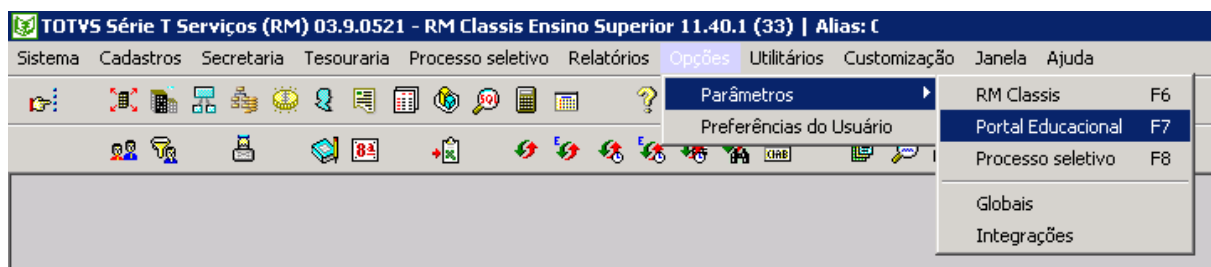 TOTVS Série T Serviços (RM) 03.9.0521 - RM Classis Ensino Superior 11.40.1 (33) | Alias: C
Sistema Cadastros Secretaria Tesouraria Processo seletivo Relatórios Opções Utilitários Customização Janela Ajuda
Parâmetros
Preferências do Usuário
RM Classis F6
Portal Educacional F7
Processo seletivo F8
Globais
Integrações